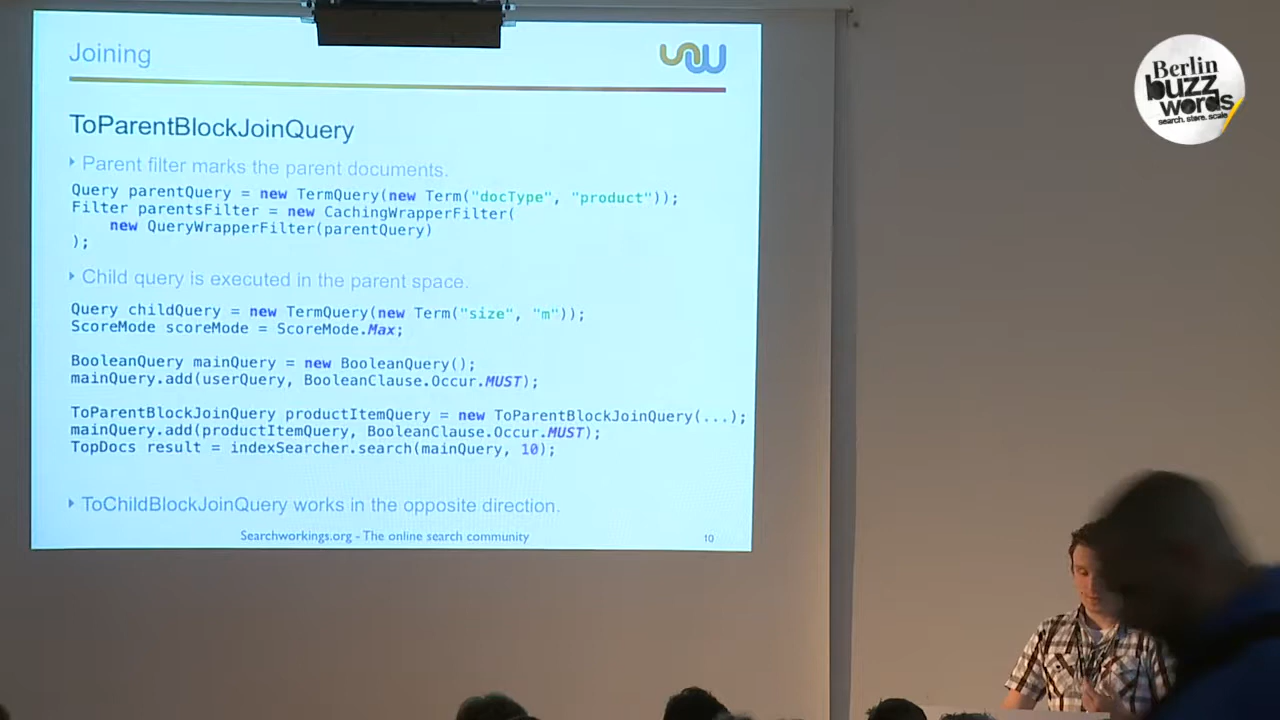 Joining
ToParentBlockJoinQuery
Parent filter marks the parent documents.
Query parentQuery = new TermQuery(new Term("docType", "product"));
Filter parentsFilter = new CachingWrapperFilter(
new QueryWrapperFilter(parentQuery)
);
Child query is executed in the parent space.
Query childQuery = new TermQuery(new Term("size", "m"));
ScoreMode scoreMode = ScoreMode.Max;
BooleanQuery mainQuery = new BooleanQuery();
mainQuery.add(userQuery, BooleanClause.Occur.MUST);
ToParentBlockJoinQuery productItemQuery = new ToParentBlockJoinQuery(...);
mainQuery.add(productItemQuery, BooleanClause.Occur.MUST);
TopDocs result = indexSearcher.search(mainQuery, 10);
ToChildBlockJoinQuery works in the opposite direction.
Searchworkings.org - The online search community
10
Berlin
buzz
words
search. store. scale